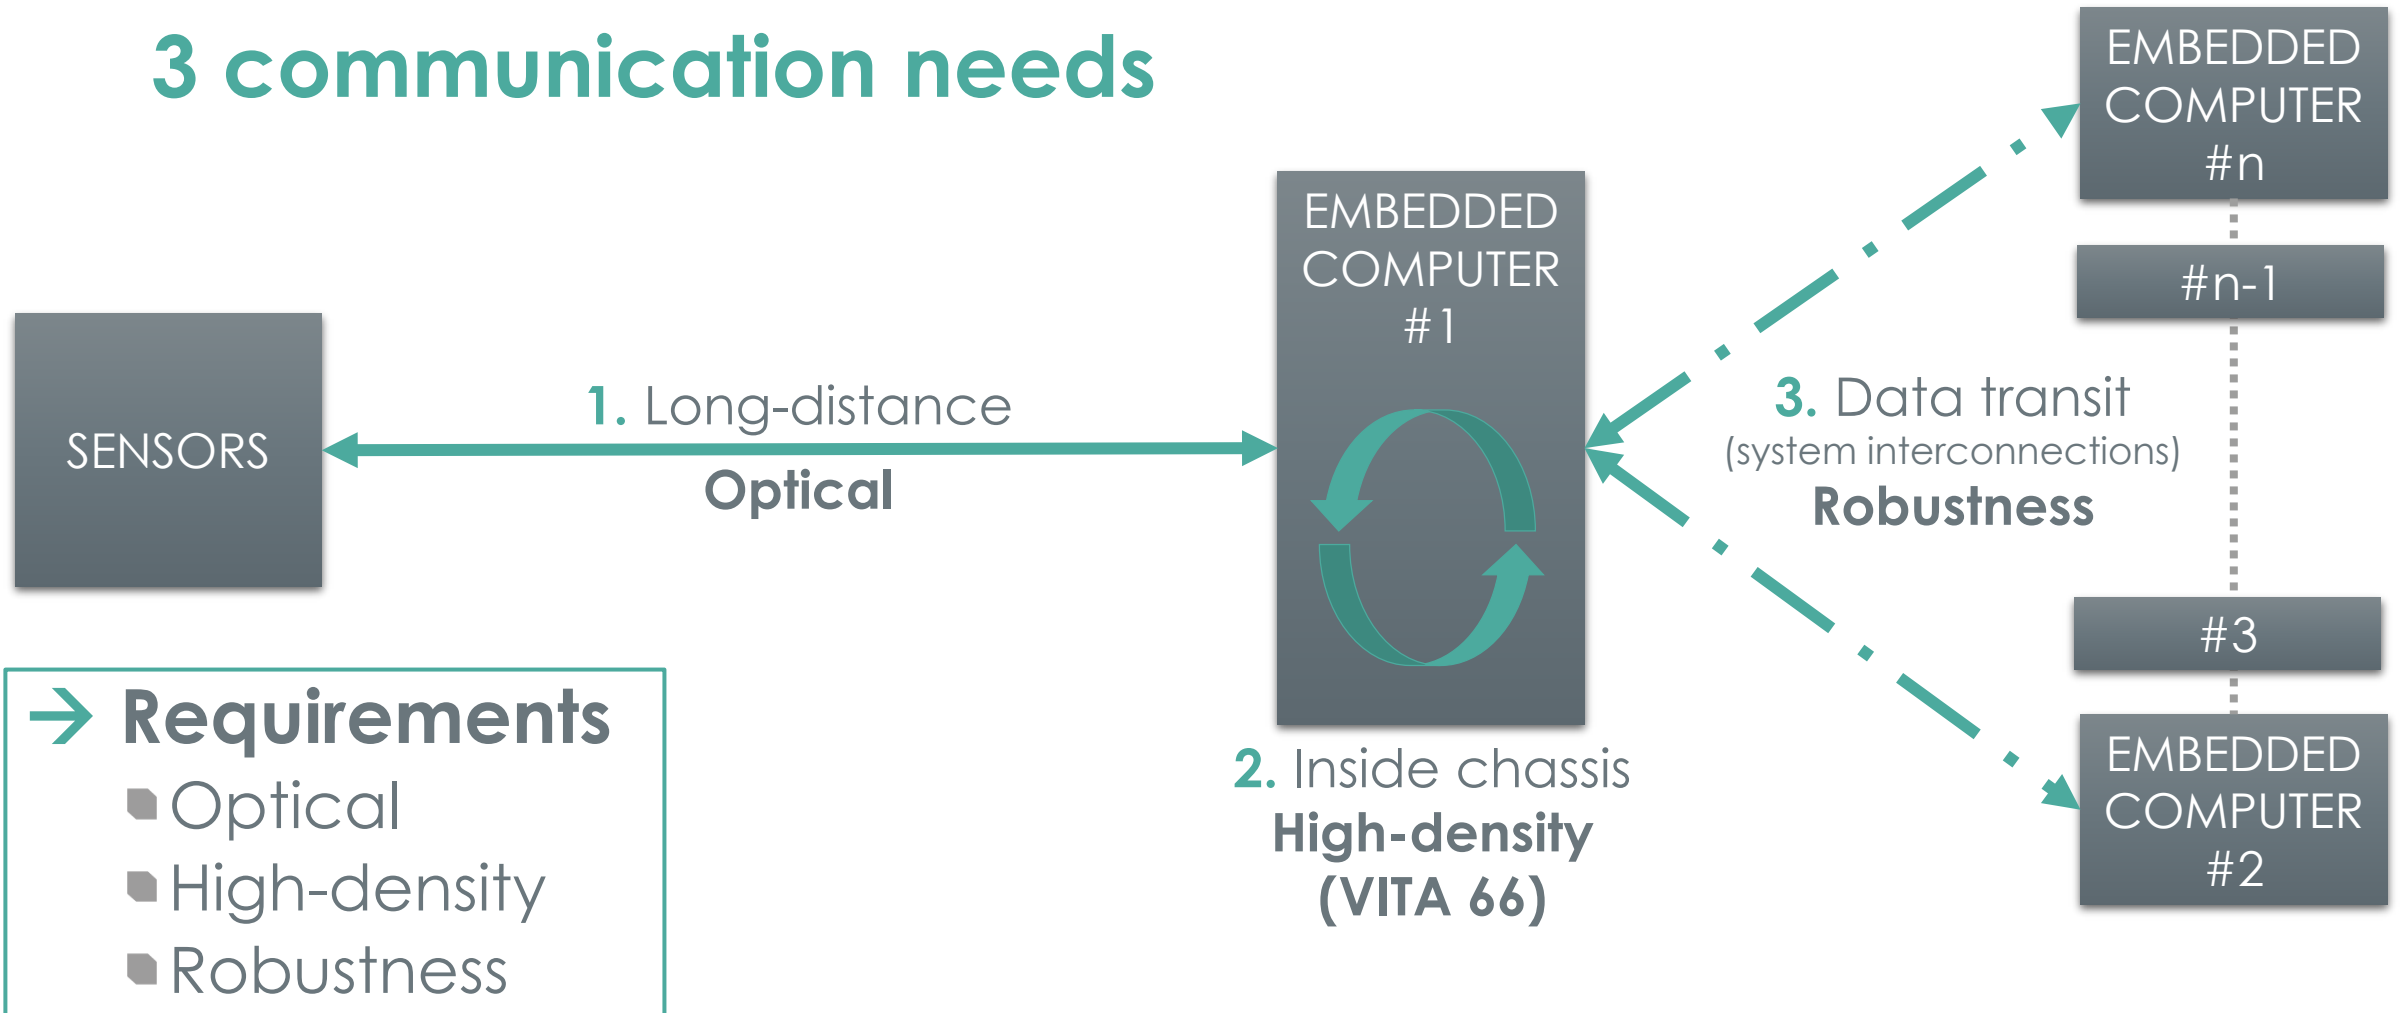 3 communication needs
SENSORS
1. Long-distance
Optical
EMBEDDED
COMPUTER
#1
2. Inside chassis
High-density
(VITA 66)
3. Data transit
(system interconnections)
Robustness
EMBEDDED
COMPUTER
#n
#n-1
#3
EMBEDDED
COMPUTER
#2
→ Requirements
Optical
High-density
Robustness